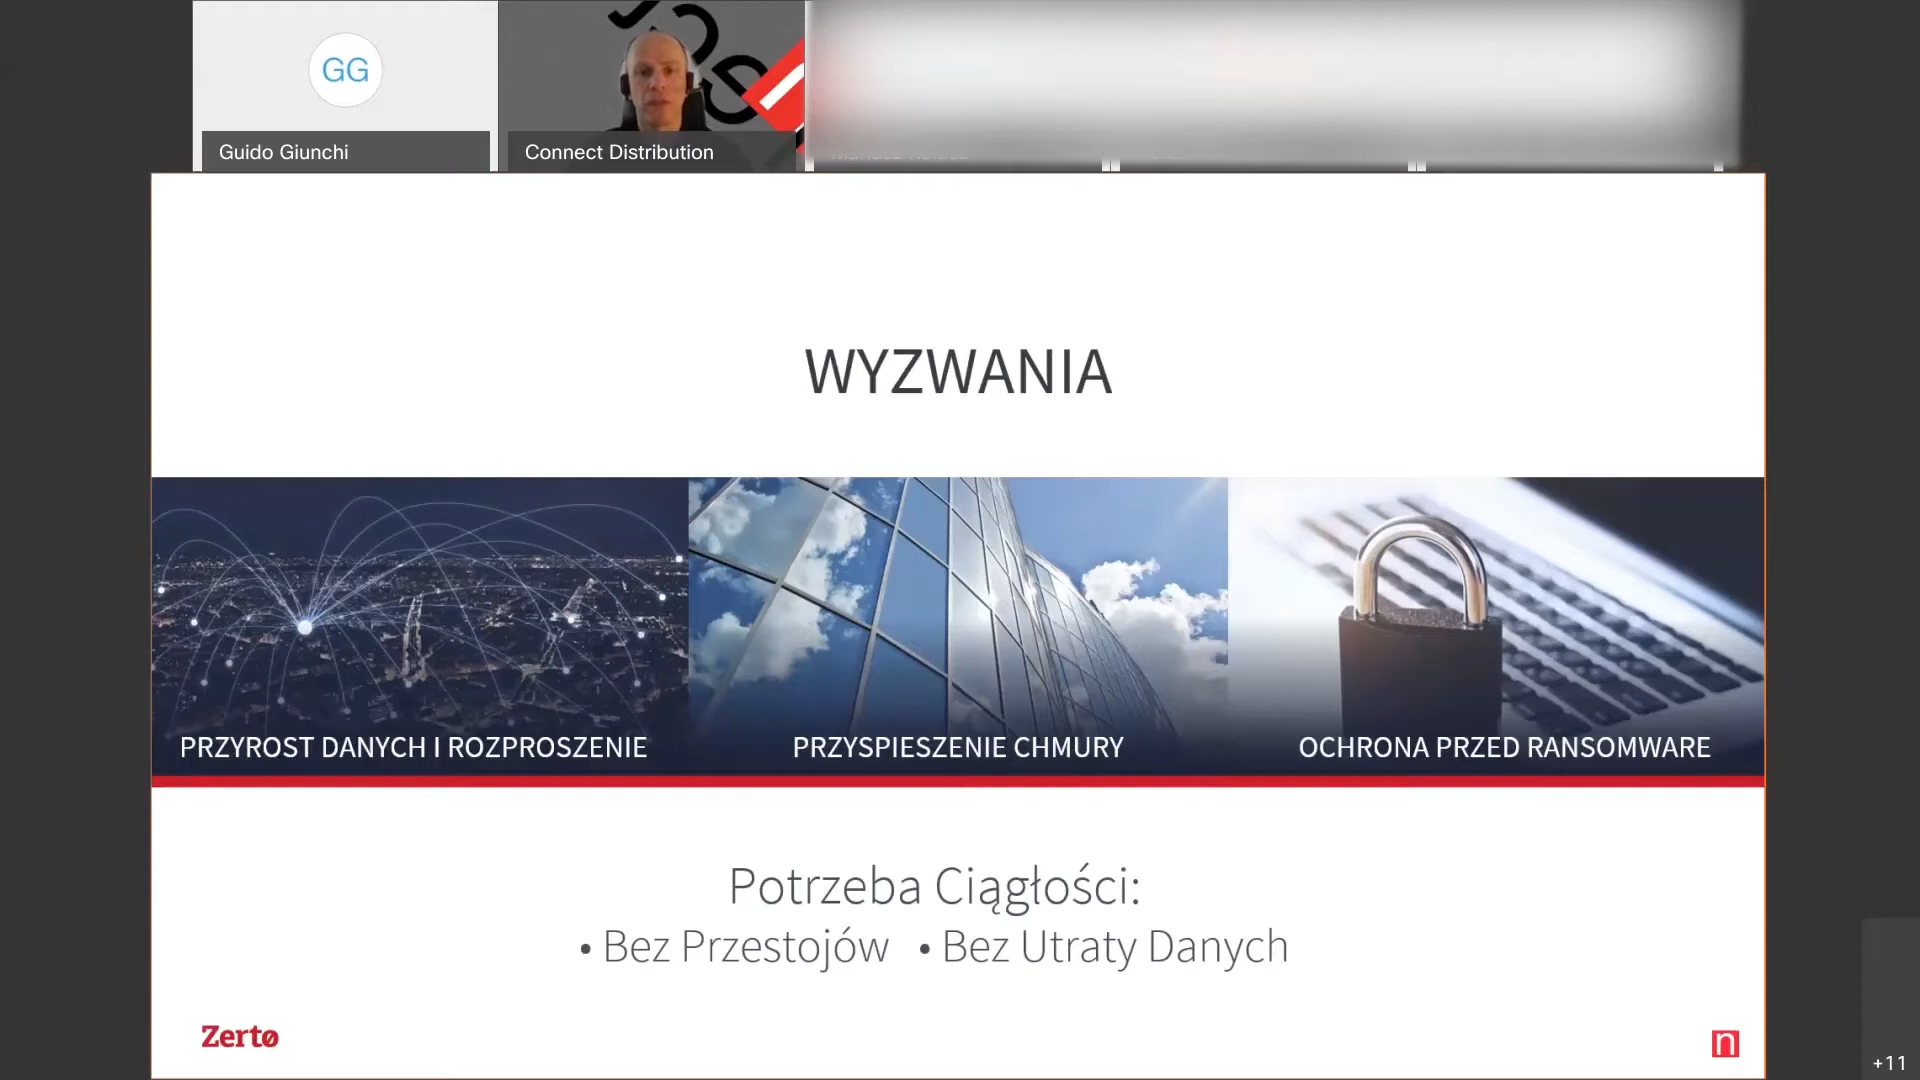 GG
Guido Giunchi
Connect Distribution
WYZWANIA
PRZYROST DANYCH I ROZPROSZENIE
PRZYSPIESZENIE CHMURY
OCHRONA PRZED RANSOMWARE
Potrzeba Ciągłości:
• Bez Przestojów • Bez Utraty Danych
Zerto
n
+11